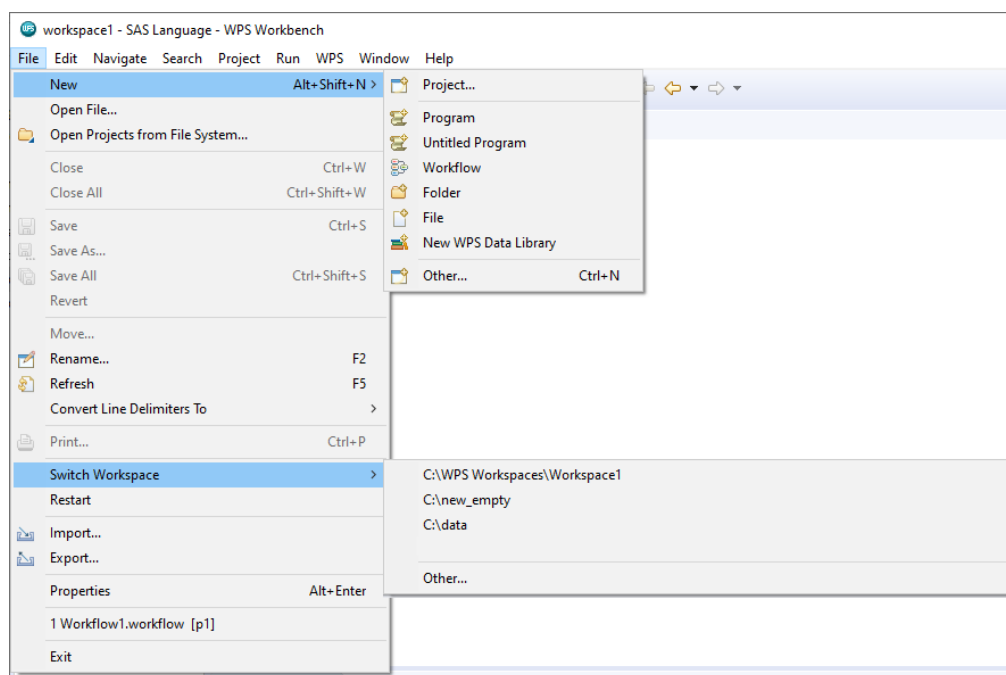 WPS workspace1 - SAS Language - WPS Workbench
File Edit Navigate Search Project Run WPS Window Help
New Alt+Shift+N >
Open File...
Open Projects from File System...
Close Ctrl+W
Close All Ctrl+Shift+W
Save Ctrl+S
Save As...
Save All Ctrl+Shift+S
Revert
Move...
Rename... F2
Refresh F5
Convert Line Delimiters To >
Print... Ctrl+P
Switch Workspace >
Restart
Import...
Export...
Properties Alt+Enter
1 Workflow1.workflow [p1]
Exit
Project...
Program
Untitled Program
Workflow
Folder
File
New WPS Data Library
Other... Ctrl+N
C:\WPS Workspaces\Workspace1
C:\new_empty
C:\data
Other...